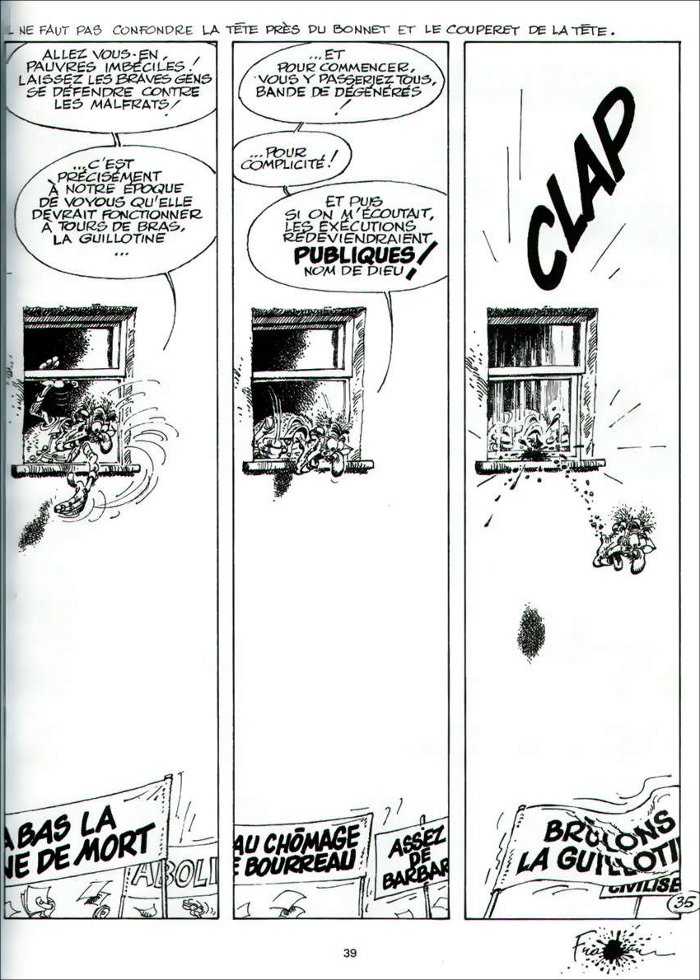 IL NE FAUT PAS CONFONDRE LA TÊTE PRÈS DU BONNET ET LE COUPERET DE LA TÊTE.
ALLEZ VOUS-EN,
PAUVRES IMBÉCILES!
LAISSEZ LES BRAVES GENS
SE DÉFENDRE CONTRE
LES MALFRATS!
...C'EST
PRÉCISÉMENT
À NOTRE ÉPOQUE
DE VOYOUS QU'ELLE
DEVRAIT FONCTIONNER
À TOURS DE BRAS,
LA GUILLOTINE
...
À BAS LA
NE DE MORT
ABOLI
...ET
POUR COMMENCER,
VOUS Y PASSERIEZ TOUS,
BANDE DE DÉGÉNÉRÉS
!
...POUR
COMPLICITÉ!
ET PUIS
SI ON M'ÉCOUTAIT,
LES EXÉCUTIONS
REDEVIENDRAIENT
PUBLIQUES!
NOM DE DIEU!
AU CHÔMAGE
E BOURREAU
ASSEZ
DE
BARBAR
CLAP
BRÛLONS
LA GUILLOTI
CIVILISE
35
39